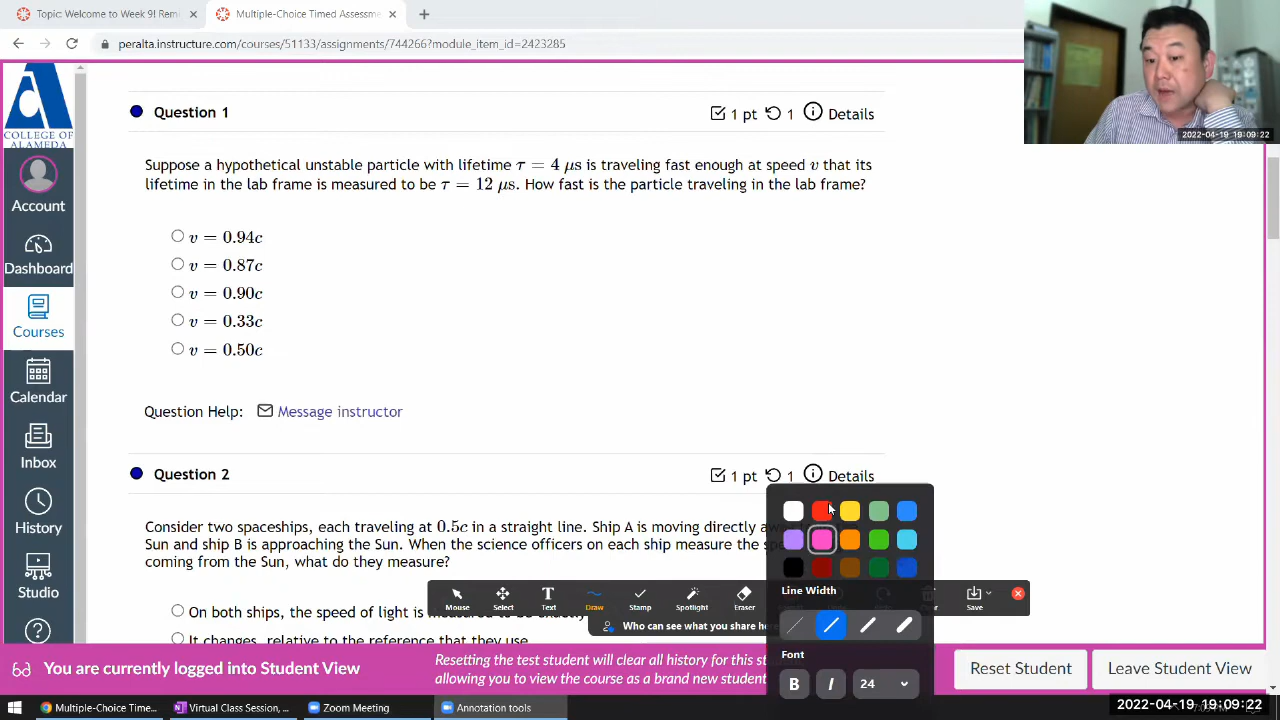 Topic: Welcome to Week 9! Remi
Multiple-Choice Timed Assessme
peralta.instructure.com/courses/51133/assignments/744266?module_item_id=2423285
2022-04-19 19:09:22
COLLEGE OF
ALAMEDA
Account
Dashboard
Courses
Calendar
Inbox
History
Studio
Question 1
1 pt 1 Details
Suppose a hypothetical unstable particle with lifetime τ = 4 μs is traveling fast enough at speed v that its
lifetime in the lab frame is measured to be τ = 12 μs. How fast is the particle traveling in the lab frame?
v = 0.94c
v = 0.87c
v = 0.90c
v = 0.33c
v = 0.50c
Question Help: Message instructor
Question 2
1 pt 1 Details
Consider two spaceships, each traveling at 0.5c in a straight line. Ship A is moving directly
Sun and ship B is approaching the Sun. When the science officers on each ship measure the
coming from the Sun, what do they measure?
On both ships, the speed of light is
It changes, relative to the reference that they use
Mouse Select Text Draw Stamp Spotlight Eraser Save
Who can see what you share here
Line Width
Font
B I 24
You are currently logged into Student View
Resetting the test student will clear all history for this
allowing you to view the course as a brand new student
Reset Student
Leave Student View
Multiple-Choice Tim...
Virtual Class Session, ...
Zoom Meeting
Annotation tools
2022-04-19 19:09:22